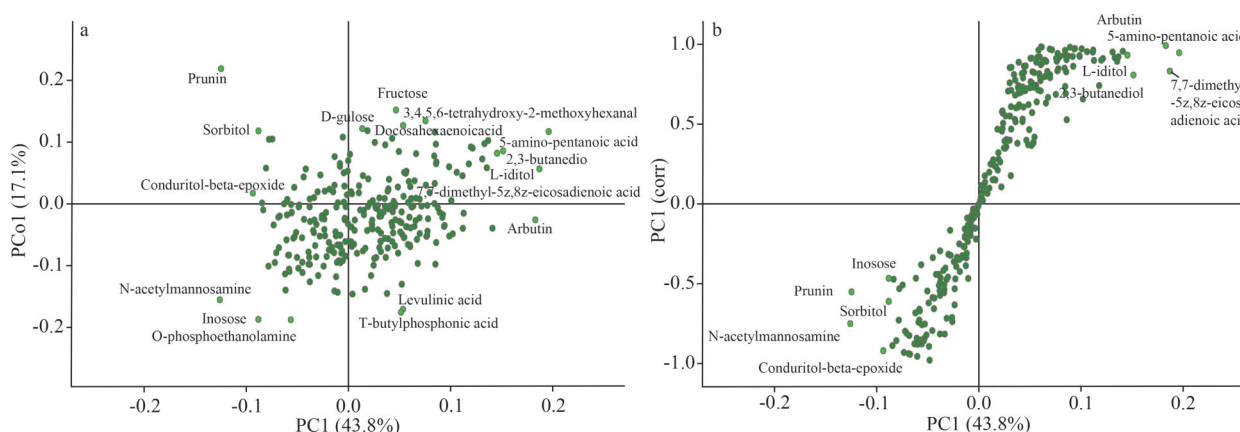 a
Prunin
Sorbitol
Conduritol-beta-epoxide
Fructose
D-gulose
3,4,5,6-tetrahydroxy-2-methoxyhexanal
Docosahexaenoicacid
5-amino-pentanoic acid
2,3-butanedio
L-iditol
7,7-dimethyl-5z,8z-eicosadienoic acid
Arbutin
N-acetylmannosamine
Inosose
O-phosphoethanolamine
Levulinic acid
T-butylphosphonic acid
0.2
0.1
0.0
-0.1
-0.2
PCo1 (17.1%)
-0.2
-0.1
0.0
0.1
0.2
PC1 (43.8%)
b
Arbutin
5-amino-pentanoic acid
L-iditol
2,3-butanediol
7,7-dimethyl
-5z,8z-eicos
adienoic acid
Inosose
Prunin
Sorbitol
N-acetylmannosamine
Conduritol-beta-epoxide
1.0
0.5
0.0
-0.5
-1.0
PC1 (corr)
-0.2
-0.1
0.0
0.1
0.2
PC1 (43.8%)